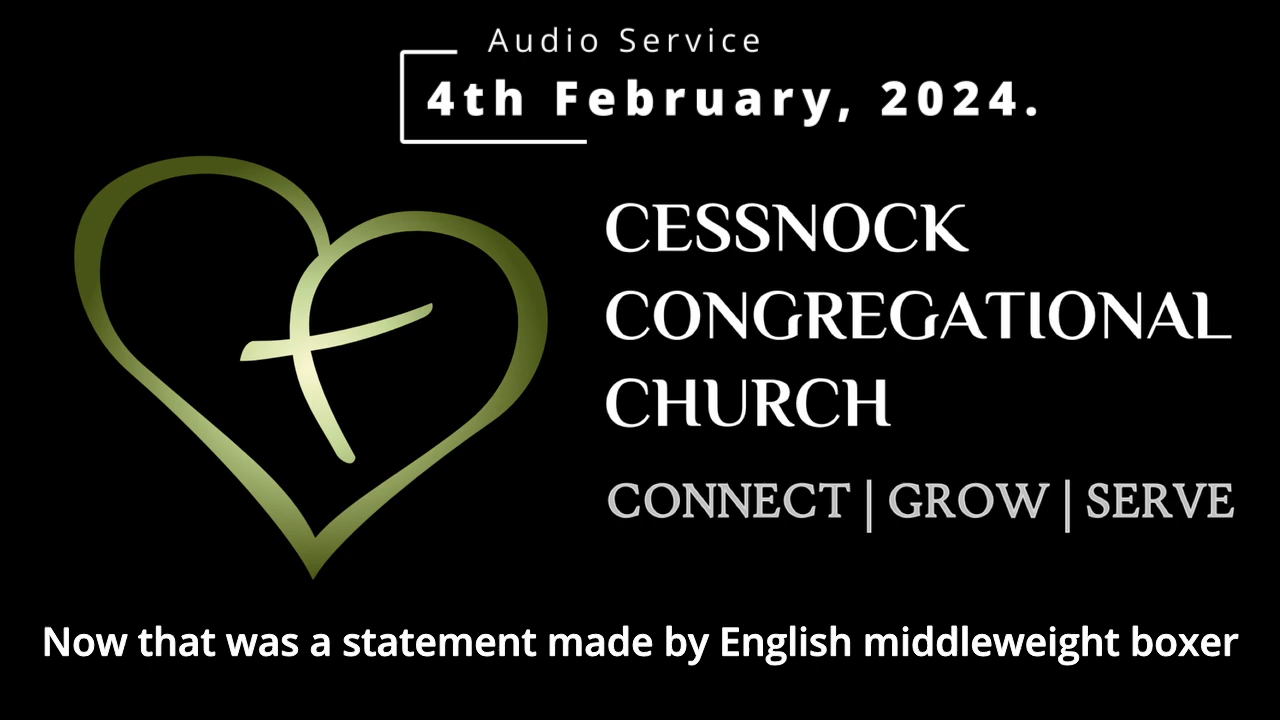 Audio Service
4th February, 2024.
CESSNOCK
CONGREGATIONAL
CHURCH
CONNECT | GROW | SERVE
Now that was a statement made by English middleweight boxer